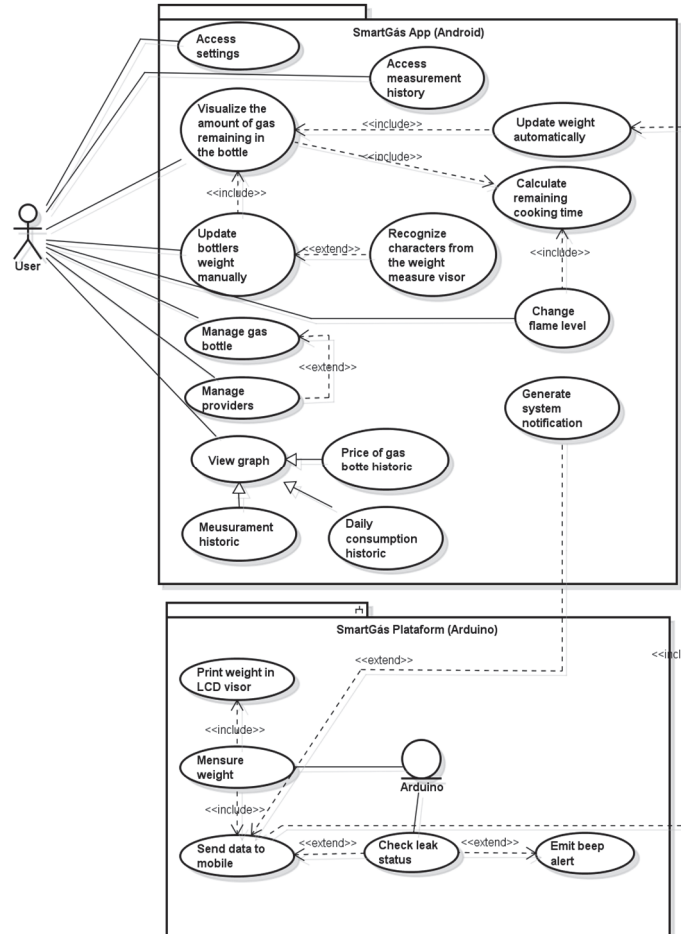 SmartGás App (Android)
Access
settings
Access
measurement
history
Visualize the
amount of gas
remaining in
the bottle
<<include>>
Update weight
automatically
<<include>>
Calculate
remaining
cooking time
<<include>>
User
Update
bottlers
weight
manually
<<extend>>
Recognize
characters from
the weight
measure visor
<<include>>
Change
flame level
Manage gas
bottle
<<extend>>
Manage
providers
Generate
system
notification
View graph
Price of gas
botte historic
Meusurament
historic
Daily
consumption
historic
SmartGás Plataform (Arduino)
<<extend>>
<<incl
Print weight in
LCD visor
<<include>>
Mensure
weight
Arduino
<<include>>
Send data to
mobile
<<extend>>
Check leak
status
<<extend>>
Emit beep
alert